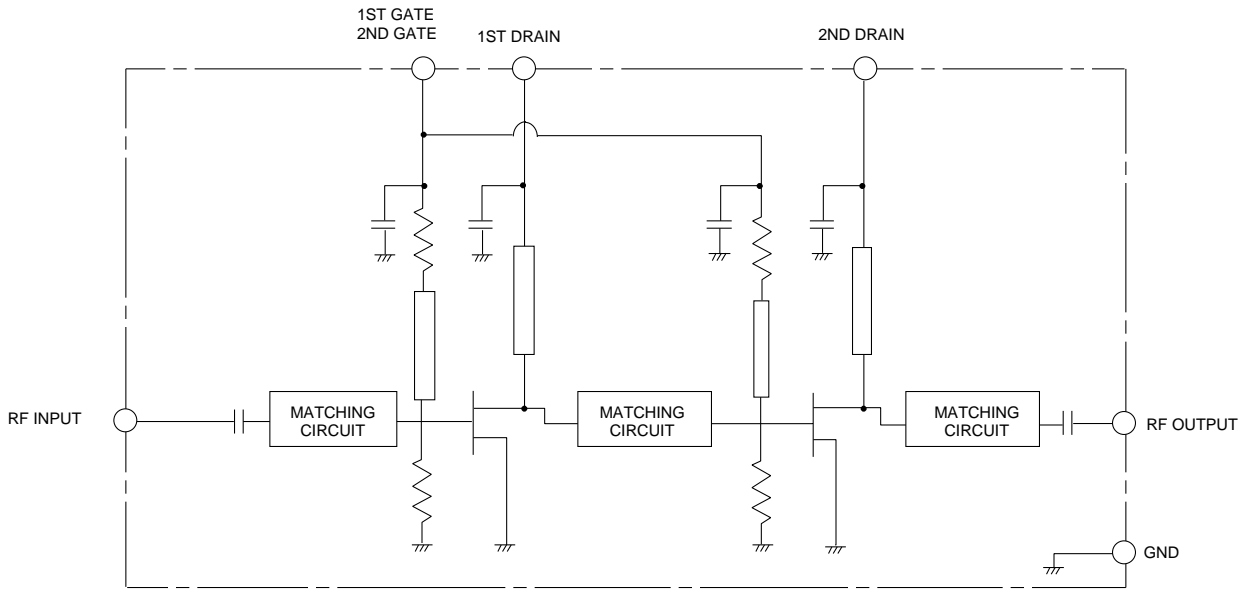 1ST GATE
2ND GATE
1ST DRAIN
2ND DRAIN
RF INPUT
MATCHING
CIRCUIT
MATCHING
CIRCUIT
MATCHING
CIRCUIT
RF OUTPUT
GND